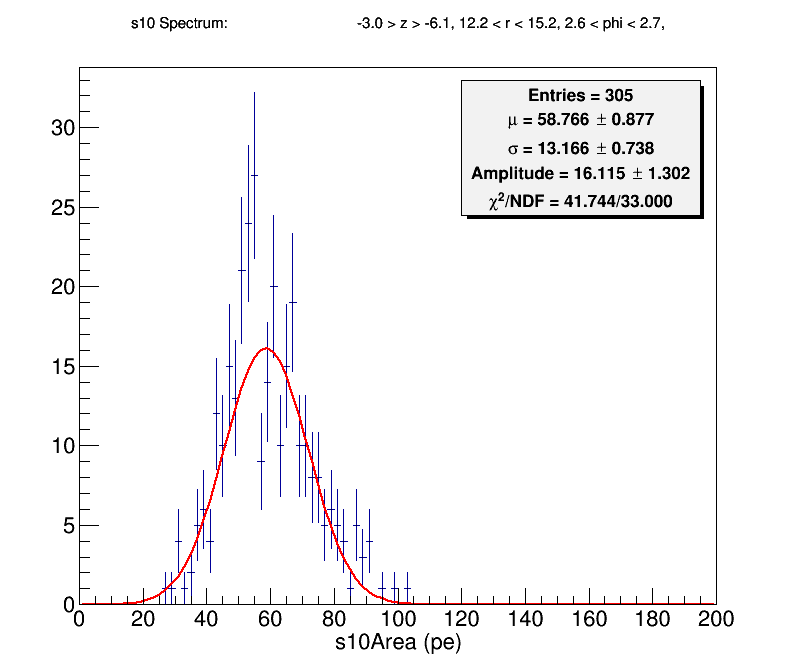 s10 Spectrum: -3.0 > z > -6.1, 12.2 < r < 15.2, 2.6 < phi < 2.7,
Entries = 305
μ = 58.766 ± 0.877
σ = 13.166 ± 0.738
Amplitude = 16.115 ± 1.302
χ²/NDF = 41.744/33.000
30
25
20
15
10
5
0
0 20 40 60 80 100 120 140 160 180 200
s10Area (pe)